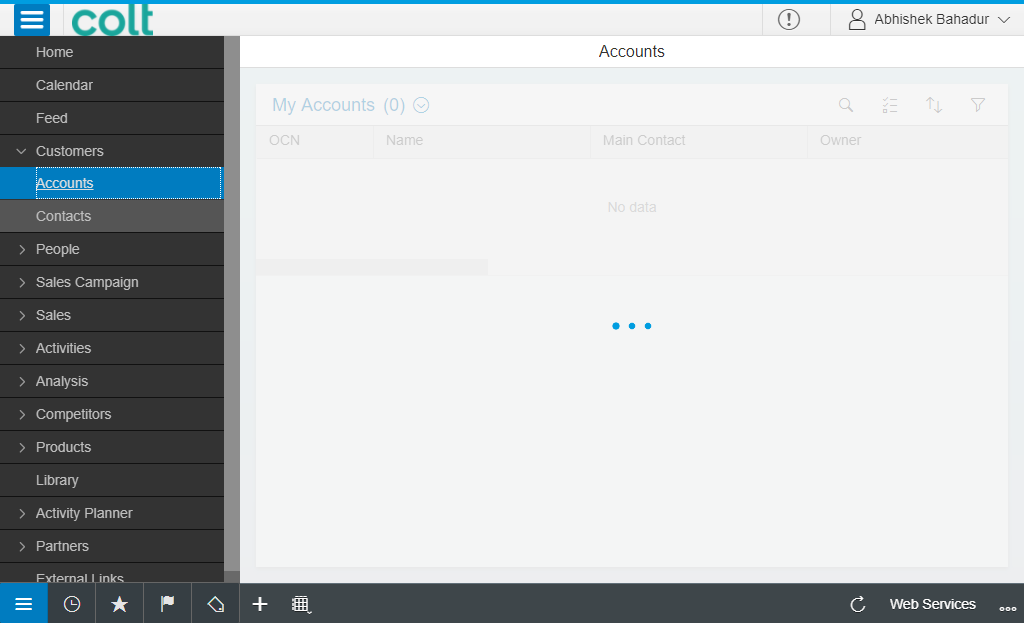 colt
Abhishek Bahadur
Home
Calendar
Feed
Customers
Accounts
Contacts
People
Sales Campaign
Sales
Activities
Analysis
Competitors
Products
Library
Activity Planner
Partners
External Links
Accounts
My Accounts (0)
OCN Name Main Contact Owner
No data
Web Services